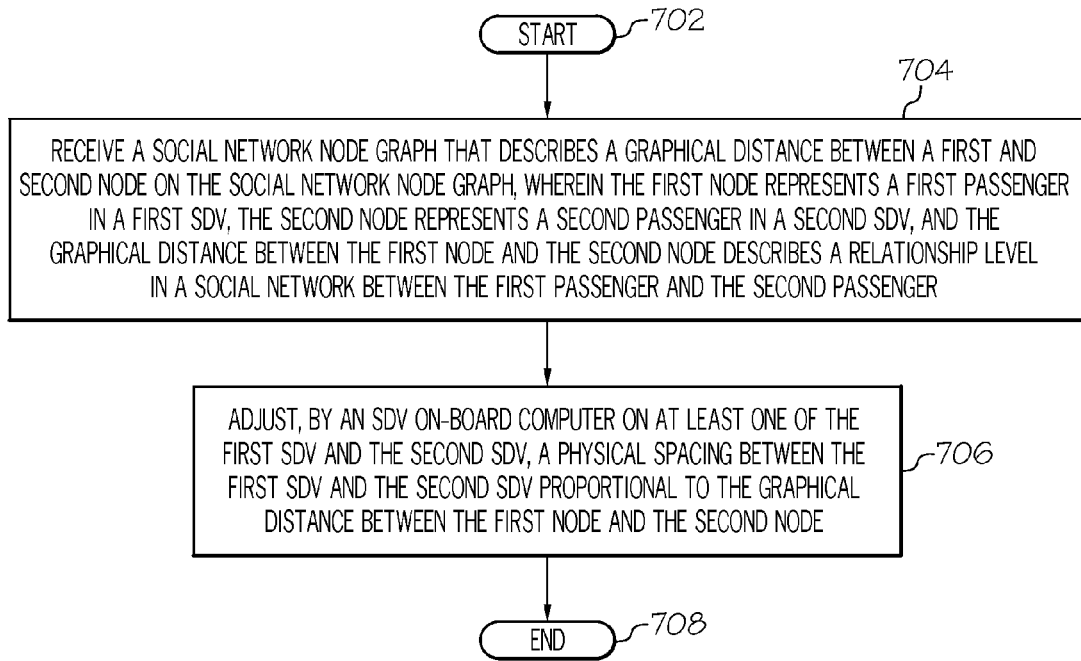 START
702
704
RECEIVE A SOCIAL NETWORK NODE GRAPH THAT DESCRIBES A GRAPHICAL DISTANCE BETWEEN A FIRST AND
SECOND NODE ON THE SOCIAL NETWORK NODE GRAPH, WHEREIN THE FIRST NODE REPRESENTS A FIRST PASSENGER
IN A FIRST SDV, THE SECOND NODE REPRESENTS A SECOND PASSENGER IN A SECOND SDV, AND THE
GRAPHICAL DISTANCE BETWEEN THE FIRST NODE AND THE SECOND NODE DESCRIBES A RELATIONSHIP LEVEL
IN A SOCIAL NETWORK BETWEEN THE FIRST PASSENGER AND THE SECOND PASSENGER
ADJUST, BY AN SDV ON-BOARD COMPUTER ON AT LEAST ONE OF THE
FIRST SDV AND THE SECOND SDV, A PHYSICAL SPACING BETWEEN THE
FIRST SDV AND THE SECOND SDV PROPORTIONAL TO THE GRAPHICAL
DISTANCE BETWEEN THE FIRST NODE AND THE SECOND NODE
706
END
708